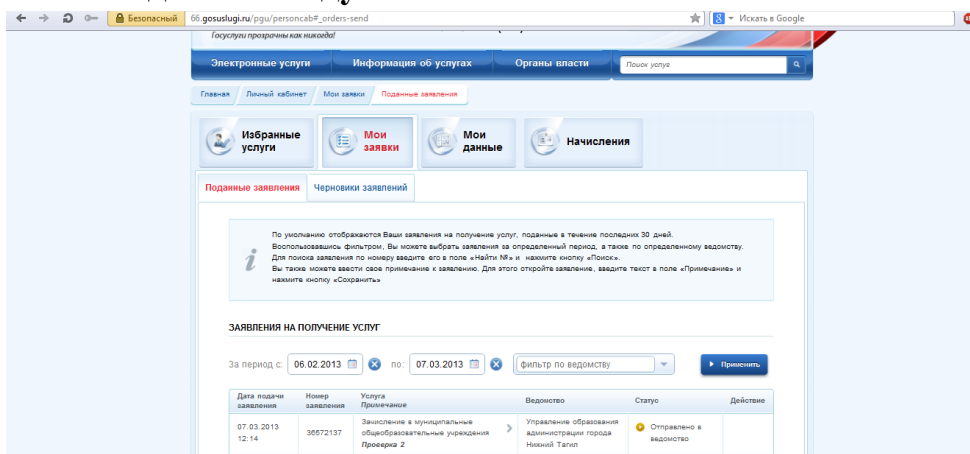 Безопасный 66.gosuslugi.ru/pgu/personcab#_orders-send Искать в Google
Госуслуги прозрачны как никогда!
Электронные услуги Информация об услугах Органы власти Поиск услуг
Главная Личный кабинет Мои заявки Поданные заявления
Избранные услуги Мои заявки Мои данные Начисления
Поданные заявления Черновики заявлений
По умолчанию отображаются Ваши заявления на получение услуг, поданные в течение последних 30 дней.
Воспользовавшись фильтром, Вы можете выбрать заявления за определенный период, а также по определенному ведомству.
Для поиска заявления по номеру введите его в поле «Найти №» и нажмите кнопку «Поиск».
Вы также можете ввести свое примечание к заявлению. Для этого откройте заявление, введите текст в поле «Примечание» и
нажмите кнопку «Сохранить»
ЗАЯВЛЕНИЯ НА ПОЛУЧЕНИЕ УСЛУГ
За период с: 06.02.2013 по: 07.03.2013 фильтр по ведомству Применить
Дата подачи заявления Номер заявления Услуга Примечание Ведомство Статус Действие
07.03.2013 12:14 36572137 Зачисление в муниципальные общеобразовательные учреждения Проверка 2 Управление образования администрации города Нижний Тагил Отправлено в ведомство